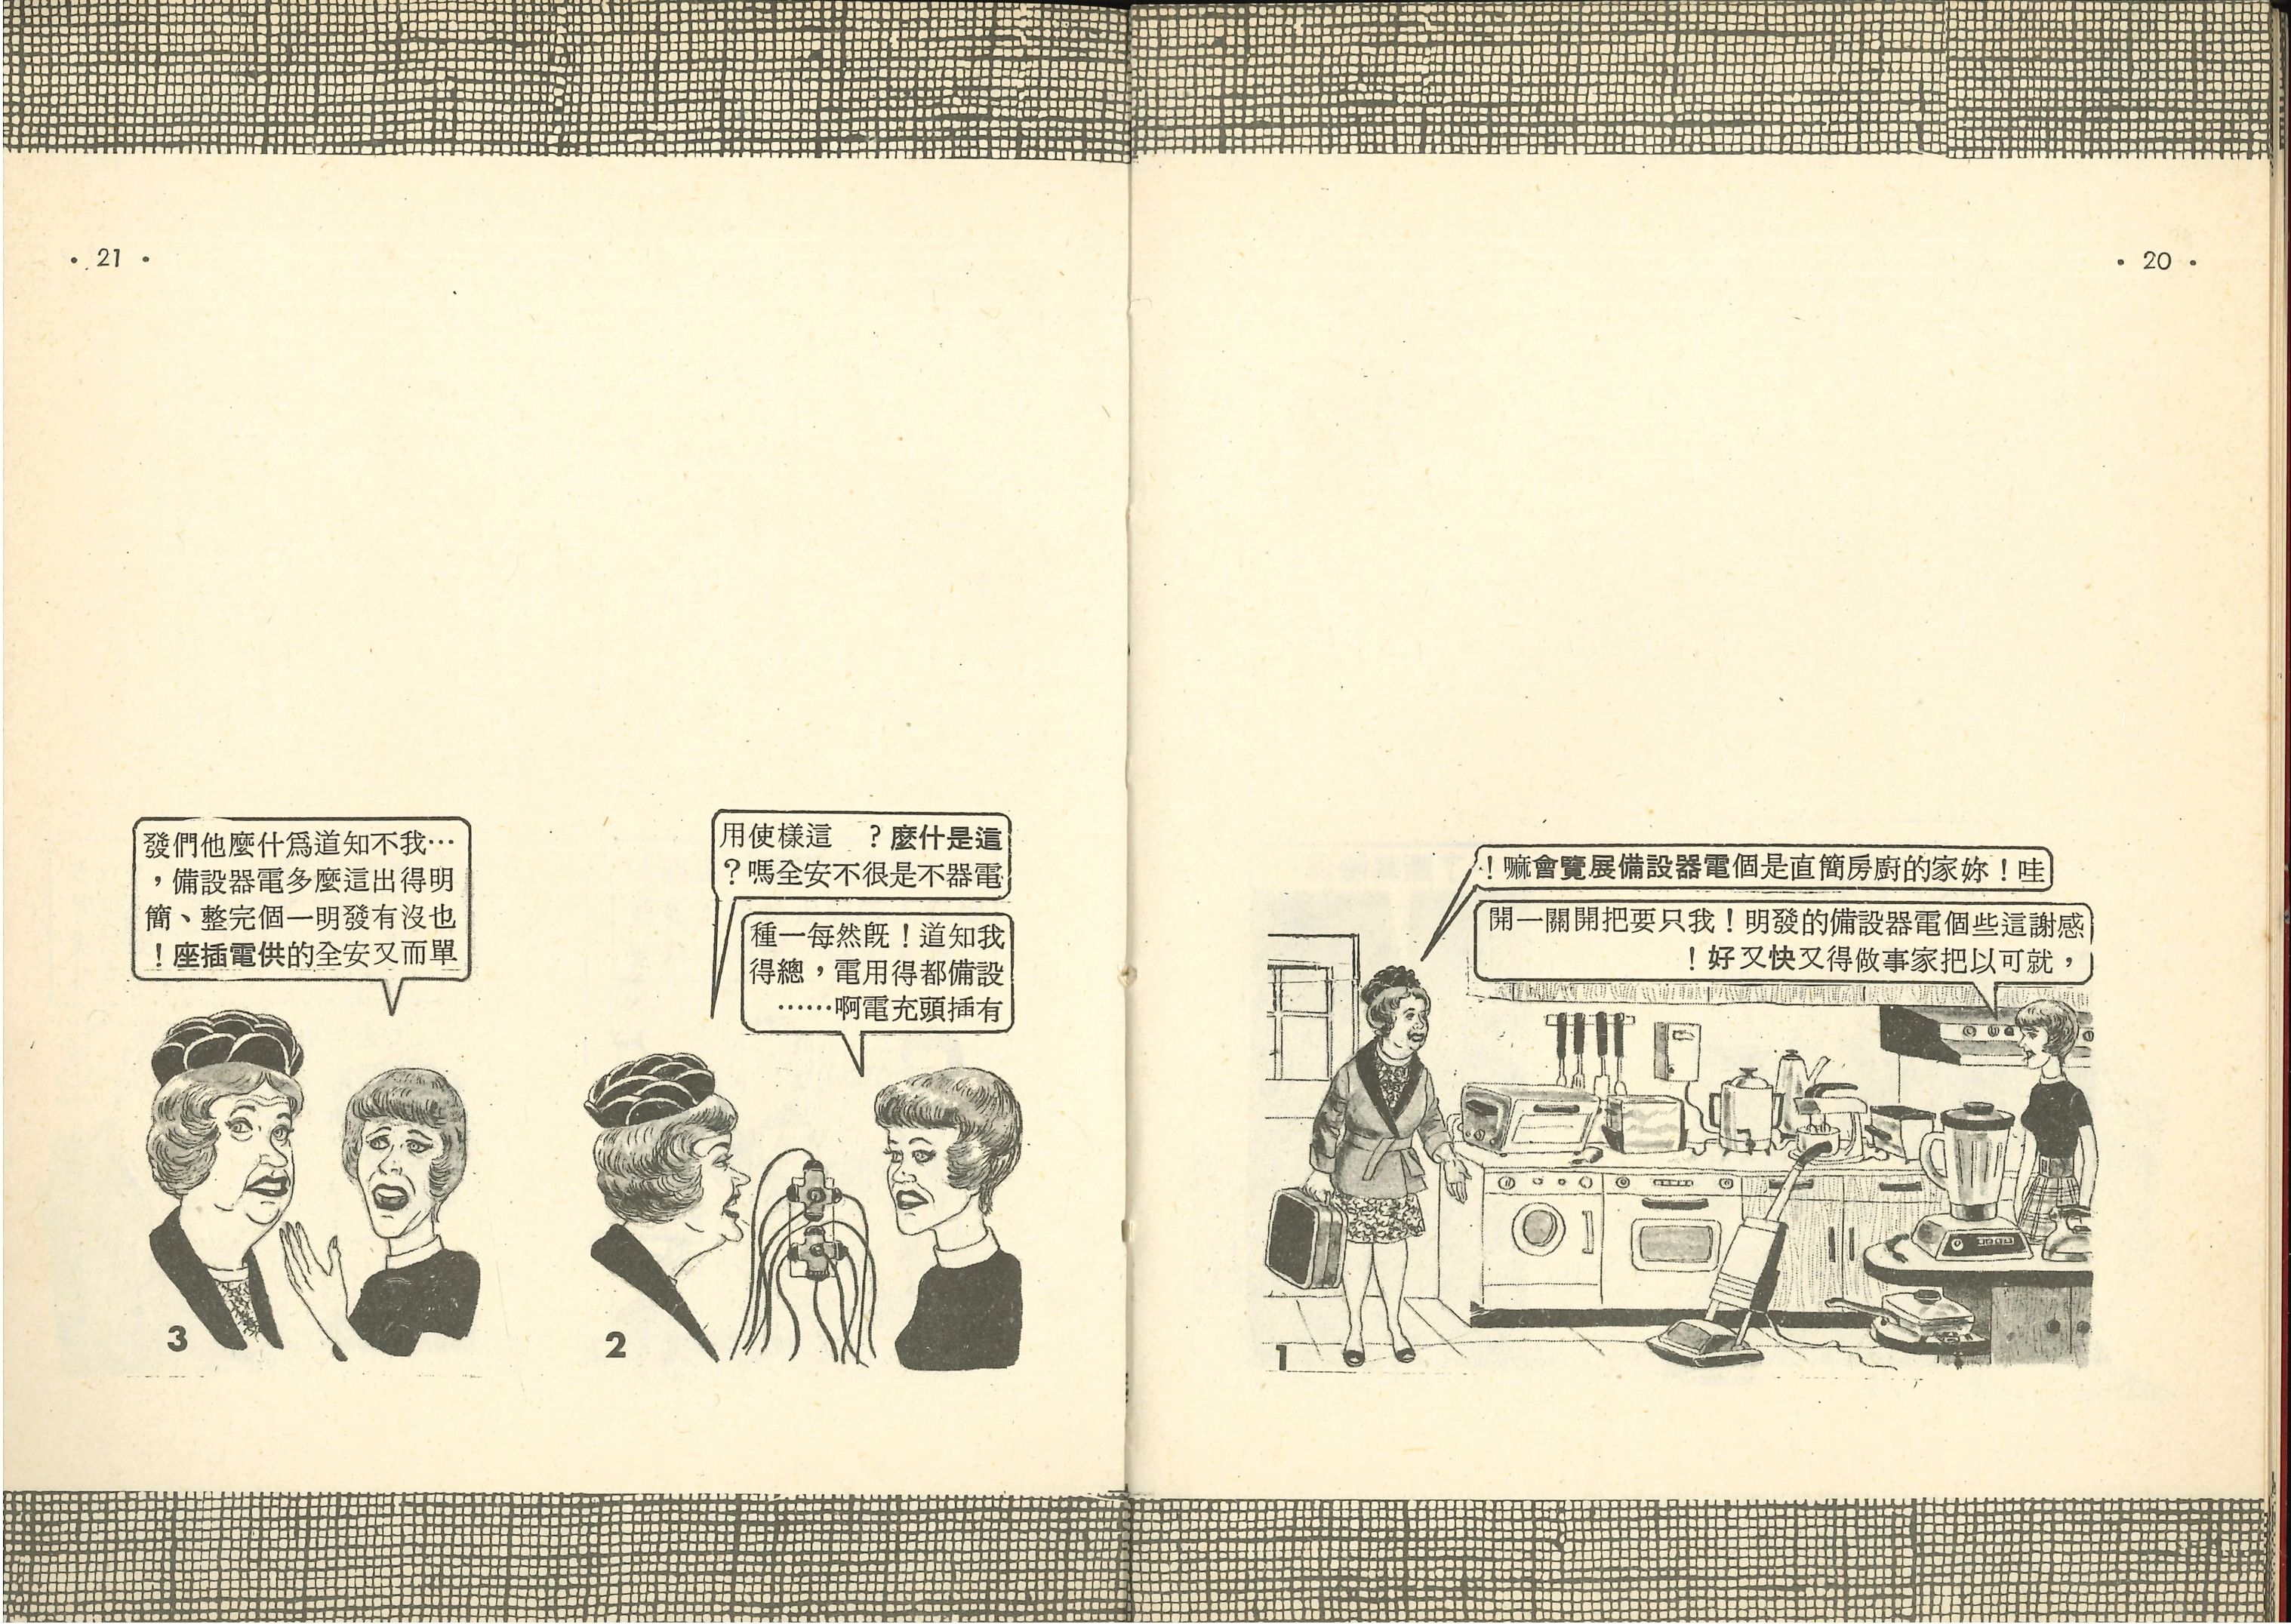 · 20 ·
哇！妳家的廚房簡直是個電器設備展覽會嘛！
感謝這些個電器設備的發明！我只要把開關一開
，就可以把家事做得又快又好！
1
· 21 ·
這是什麼？　這樣使用
電器不是很不安全嗎？
我知道！既然每一種
設備都得用電，總得
有插頭充電啊……
2
…我不知道爲什麼他們發
明得出這麼多電器設備，
也沒有發明一個完整、簡
單而又安全的供電插座！
3